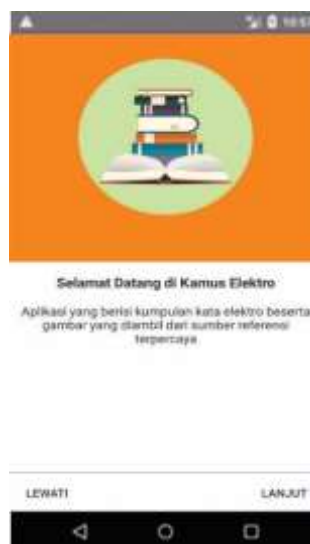 Selamat Datang di Kamus Elektro
Aplikasi yang berisi kumpulan kata elektro beserta
gambar yang diambil dari sumber referensi
terpercaya
LEWATI
LANJUT